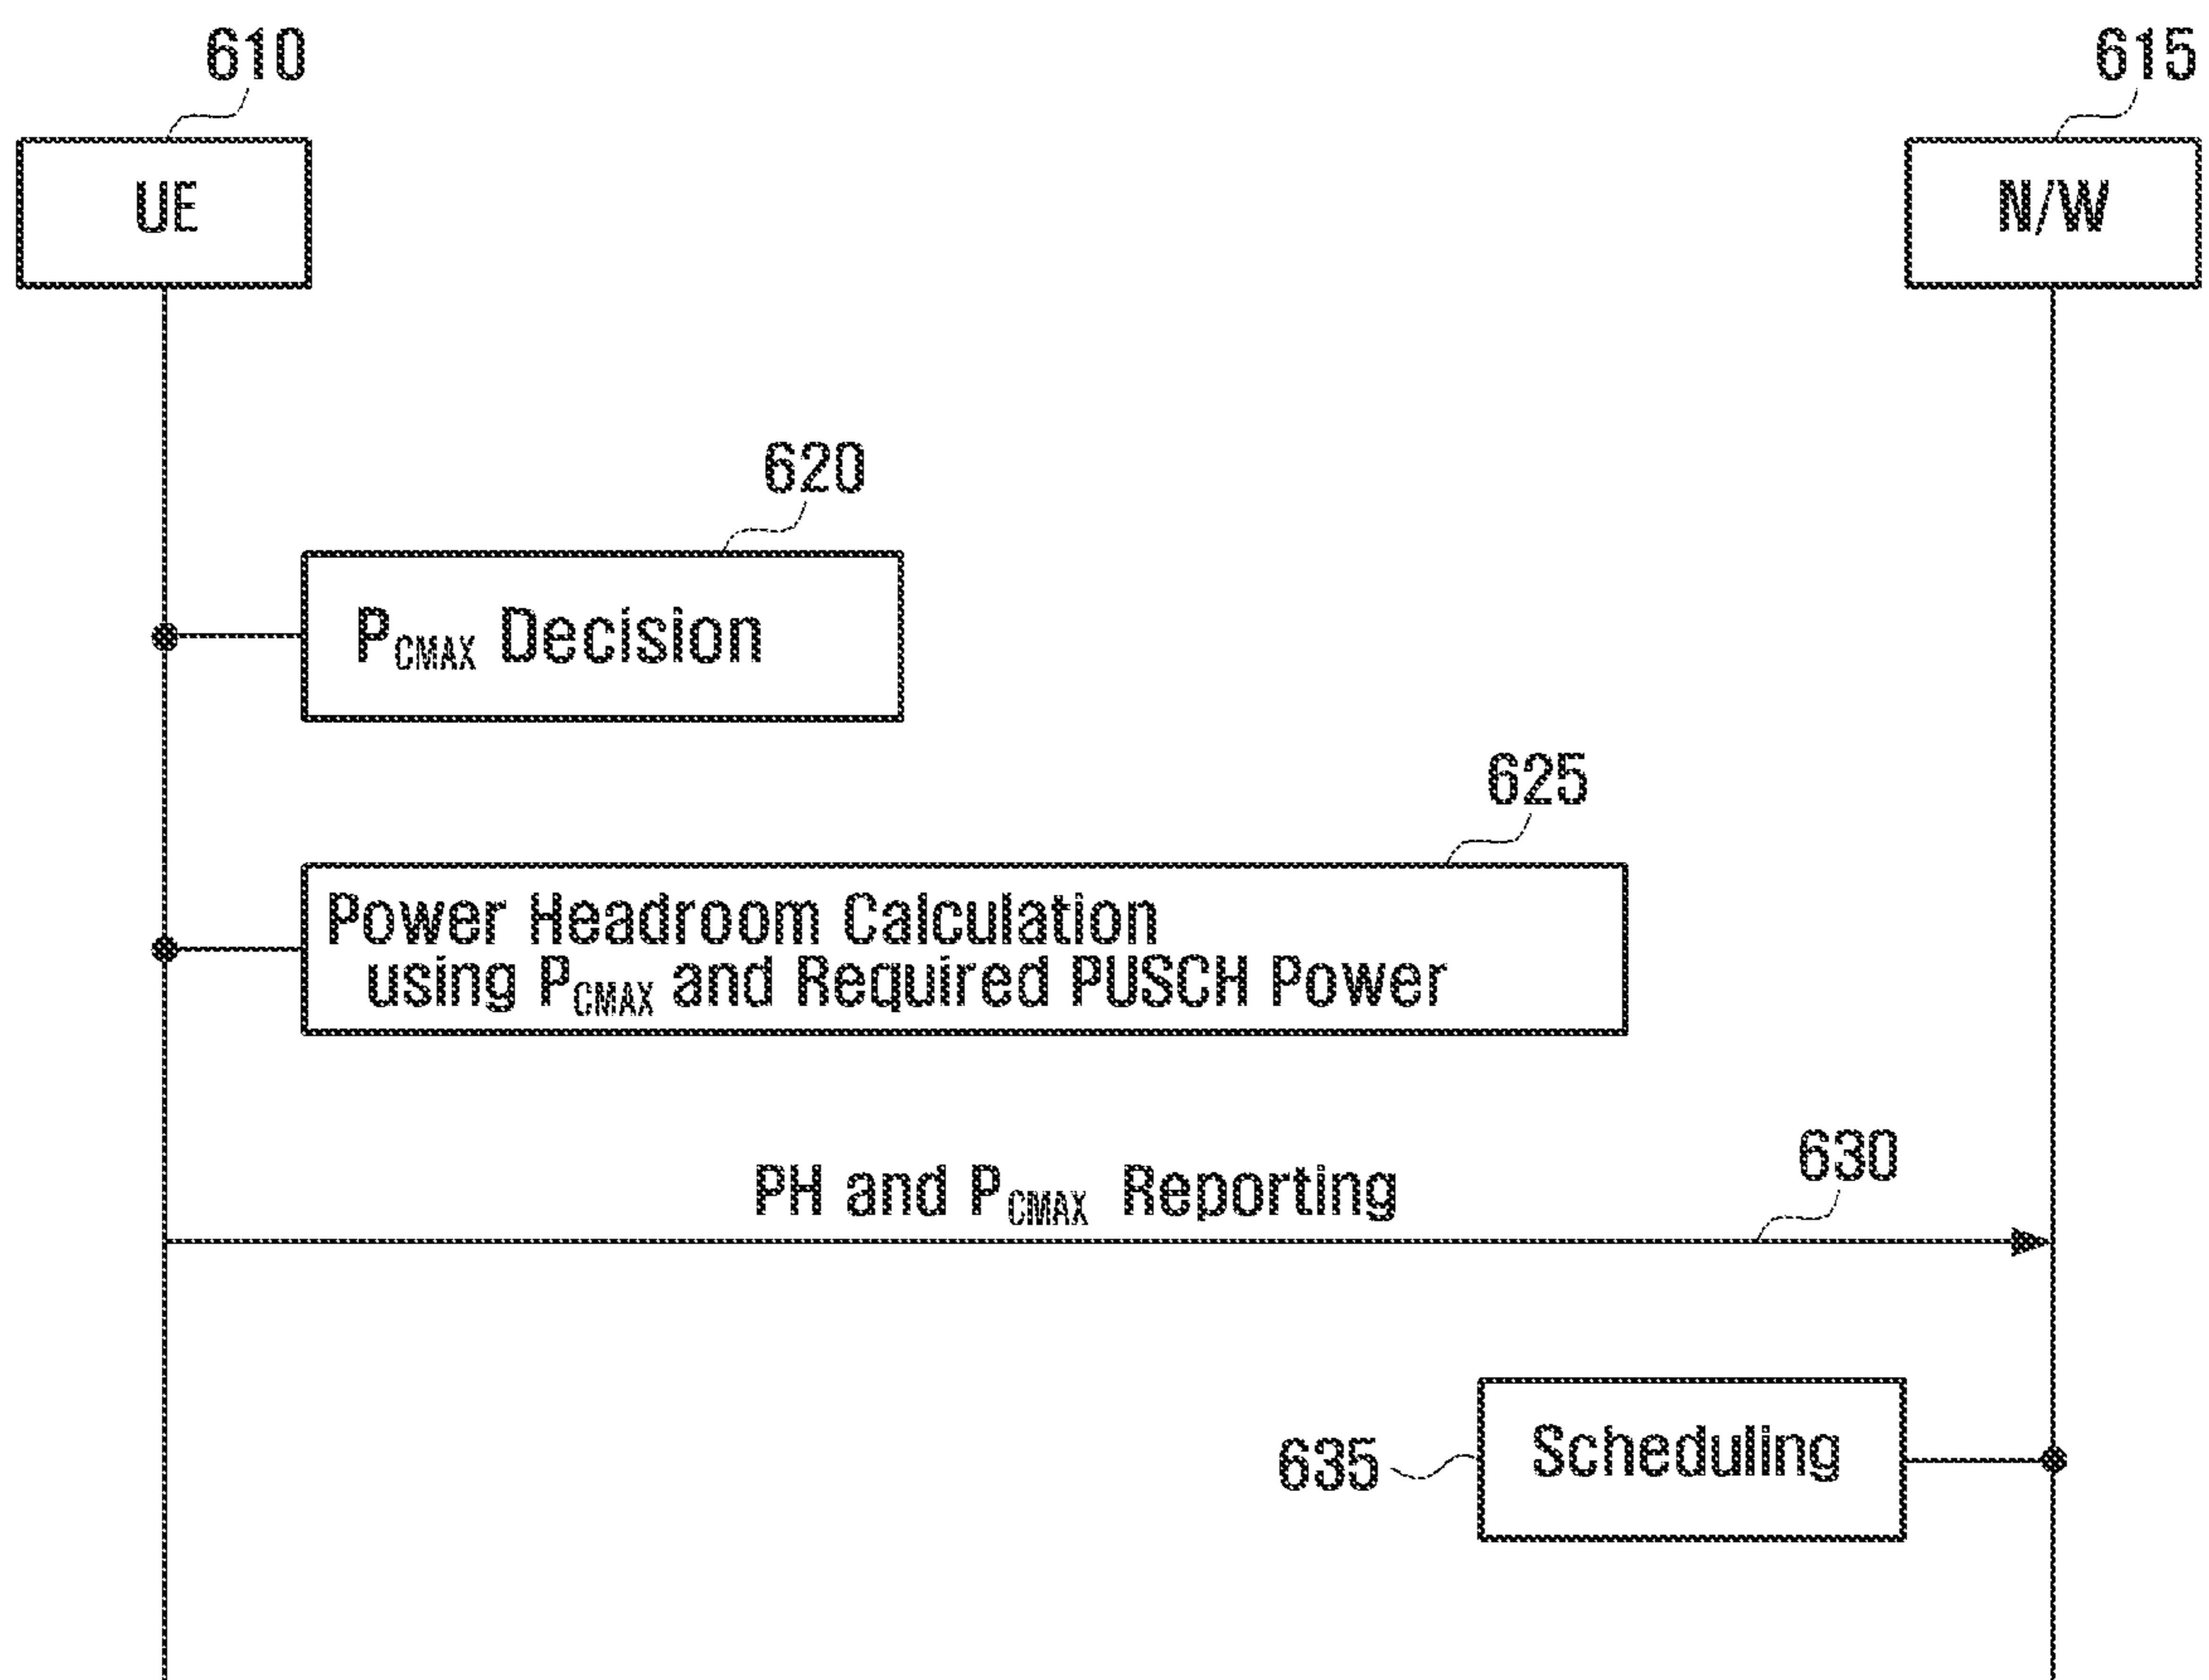 610
615
UE
N/W
620
PCMAX Decision
625
Power Headroom Calculation
using PCMAX and Required PUSCH Power
630
PH and PCMAX Reporting
635
Scheduling